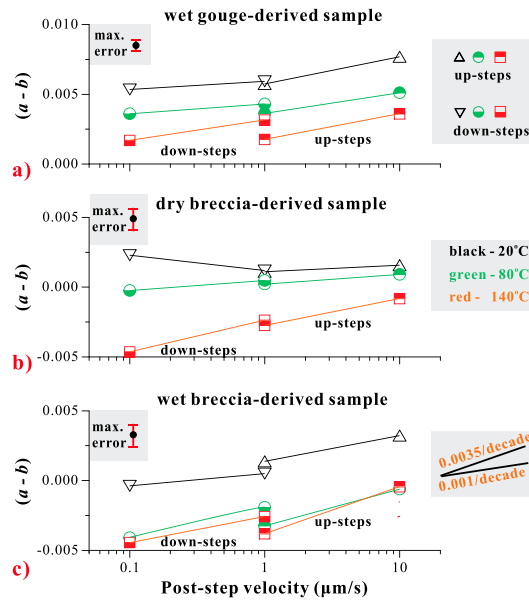 wet gouge-derived sample
0.010
max.
error
up-steps
0.005
(a - b)
down-steps
down-steps
up-steps
0.000
a)
dry breccia-derived sample
0.005
max.
error
black - 20°C
green - 80°C
red - 140°C
0.000
(a - b)
up-steps
down-steps
-0.005
b)
wet breccia-derived sample
0.005
max.
error
0.0035/decade
0.001/decade
0.000
(a - b)
up-steps
down-steps
-0.005
c)
0.1
1
10
Post-step velocity (μm/s)